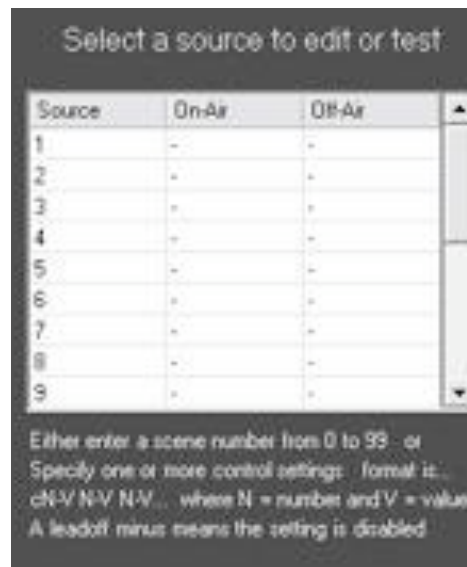 Select a source to edit or test
Source On-Air Off-Air
1 - -
2 - -
3 - -
4 - -
5 - -
6 - -
7 - -
8 - -
9 - -
Either enter a scene number from 0 to 99 or
Specify one or more control settings format is...
cN-V N-V N-V... where N = number and V = value
A leadoff minus means the setting is disabled